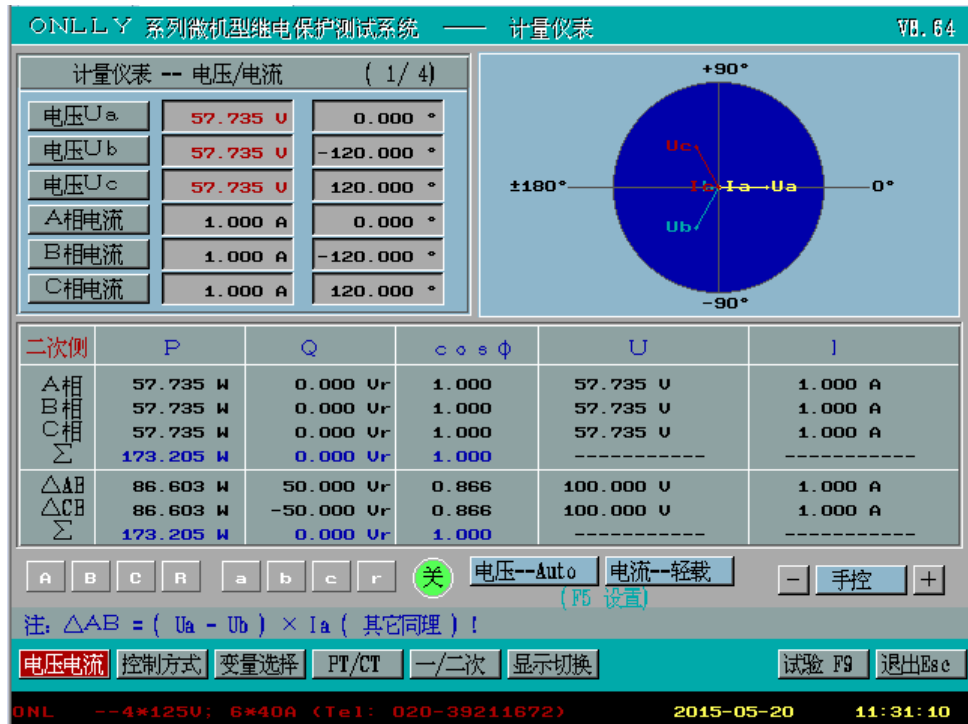 ONLLY 系列微机型继电保护测试系统 —— 计量仪表 V8.64
计量仪表 -- 电压/电流 ( 1/ 4)
电压Ua 57.735 V 0.000 °
电压Ub 57.735 V -120.000 °
电压Uc 57.735 V 120.000 °
A相电流 1.000 A 0.000 °
B相电流 1.000 A -120.000 °
C相电流 1.000 A 120.000 °
+90°
Uc
±180° Ia Ua 0°
Ub
-90°
二次侧 P Q cosφ U I
A相 57.735 W 0.000 Vr 1.000 57.735 V 1.000 A
B相 57.735 W 0.000 Vr 1.000 57.735 V 1.000 A
C相 57.735 W 0.000 Vr 1.000 57.735 V 1.000 A
Σ 173.205 W 0.000 Vr 1.000 ----------- -----------
△AB 86.603 W 50.000 Vr 0.866 100.000 V 1.000 A
△CB 86.603 W -50.000 Vr 0.866 100.000 V 1.000 A
Σ 173.205 W 0.000 Vr 1.000 ----------- -----------
A B C R a b c r 关 电压--Auto 电流--轻载 - 手控 +
(F5 设置)
注: △AB = ( Ua - Ub ) × Ia ( 其它同理 ) !
电压电流 控制方式 变量选择 PT/CT 一/二次 显示切换 试验 F9 退出Esc
ONL --4*125V; 6*40A (Tel: 020-39211672) 2015-05-20 11:31:10